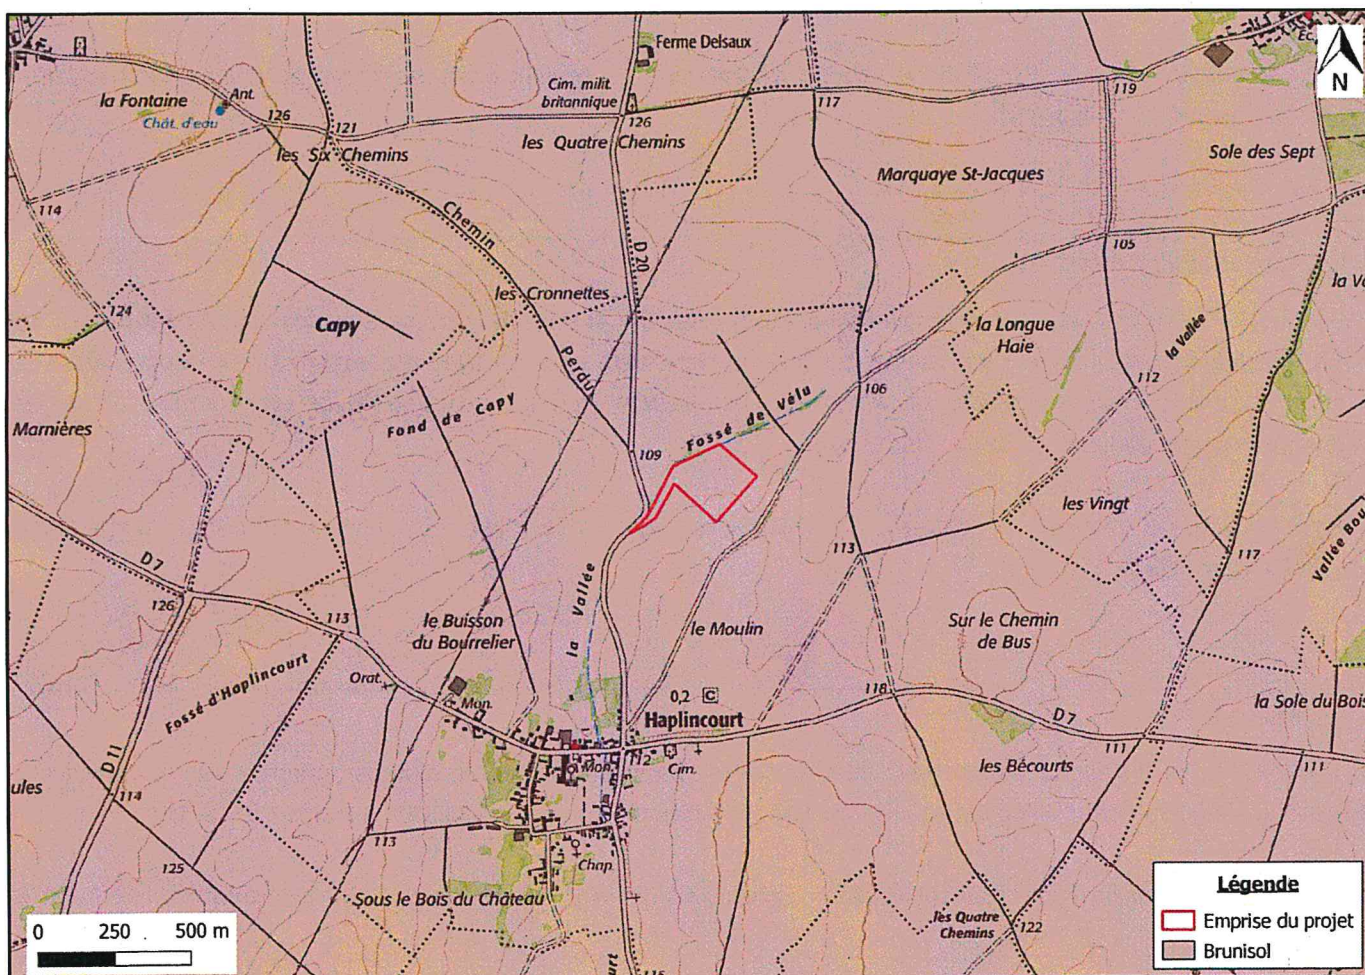 Ferme Delsaux
Éc.
N
la Fontaine
Ant.
Chât. d'eau
126
121
les Six Chemins
Cim. milit.
britannique
126
les Quatre Chemins
117
119
Marquaye St-Jacques
Sole des Sept
114
Chemin
Perdu
D 20
105
les Cronnettes
124
Capy
la Longue
Haie
la Vallée
112
106
Marnières
Fond de Capy
109
Fossé de Vélu
les Vingt
117
D7
126
113
le Buisson
du Bourrelier
la Vallée
le Moulin
113
Sur le Chemin
de Bus
Fossé d'Haplincourt
Orat.
Mon.
0,2 C
Haplincourt
118
D7
la Sole du Bois
D 11
Mon.
112
Cim.
111
111
les Bécourts
ules
114
113
125
Chap.
Sous le Bois du Château
les Quatre
Chemins
122
0 250 500 m
Légende
Emprise du projet
Brunisol